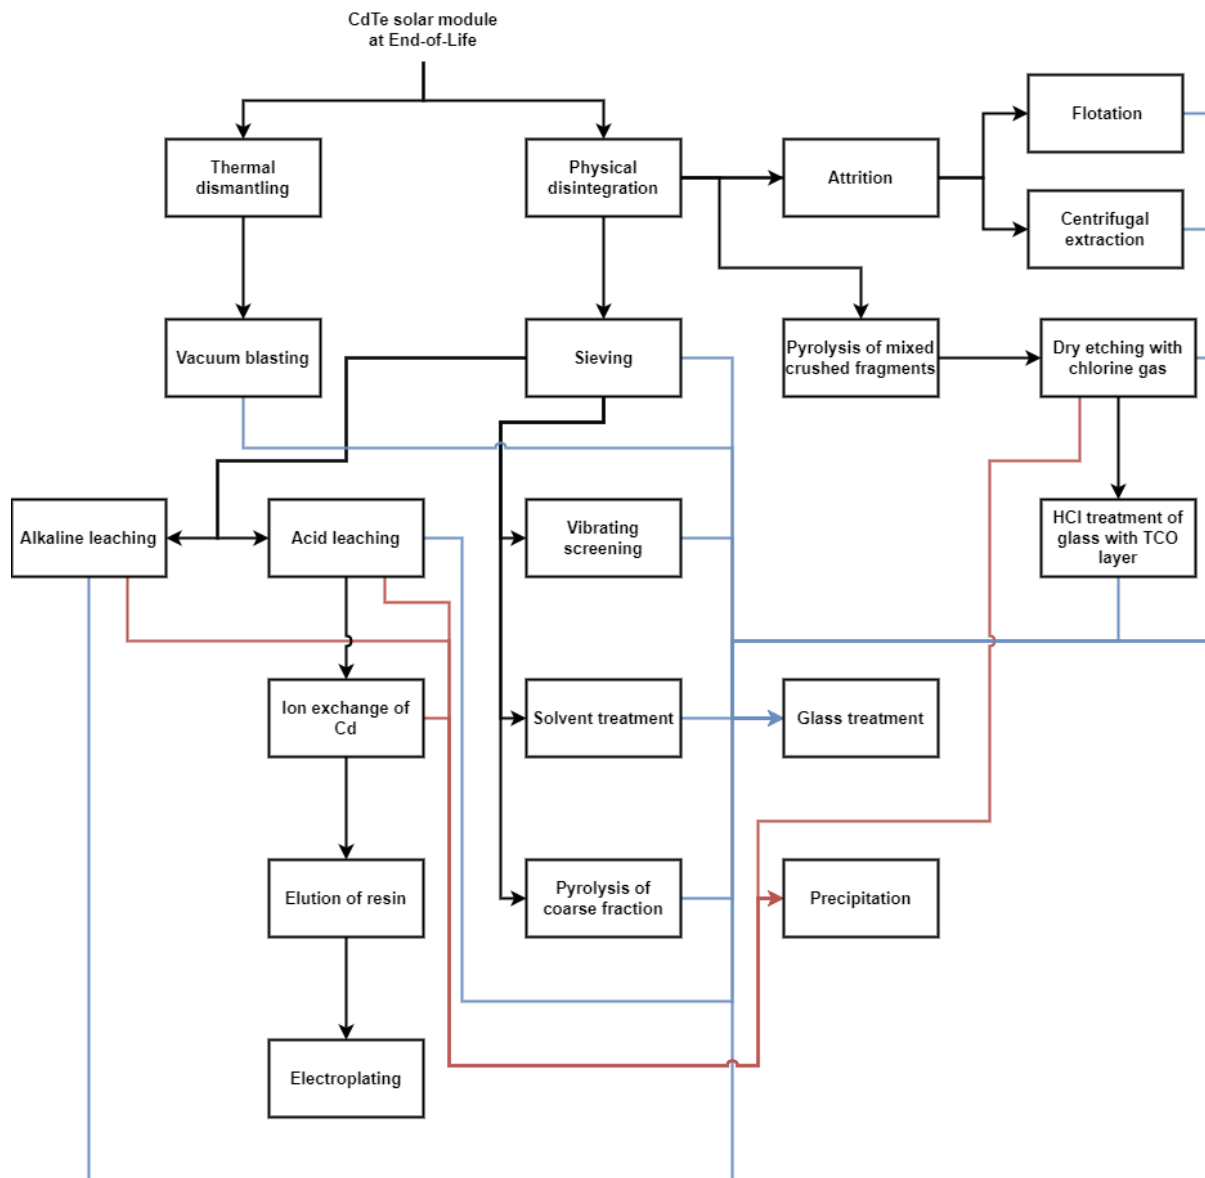 CdTe solar module
at End-of-Life
Thermal
dismantling
Physical
disintegration
Attrition
Flotation
Centrifugal
extraction
Vacuum blasting
Sieving
Pyrolysis of mixed
crushed fragments
Dry etching with
chlorine gas
Alkaline leaching
Acid leaching
Vibrating
screening
HCl treatment of
glass with TCO
layer
Ion exchange of
Cd
Solvent treatment
Glass treatment
Elution of resin
Pyrolysis of
coarse fraction
Precipitation
Electroplating